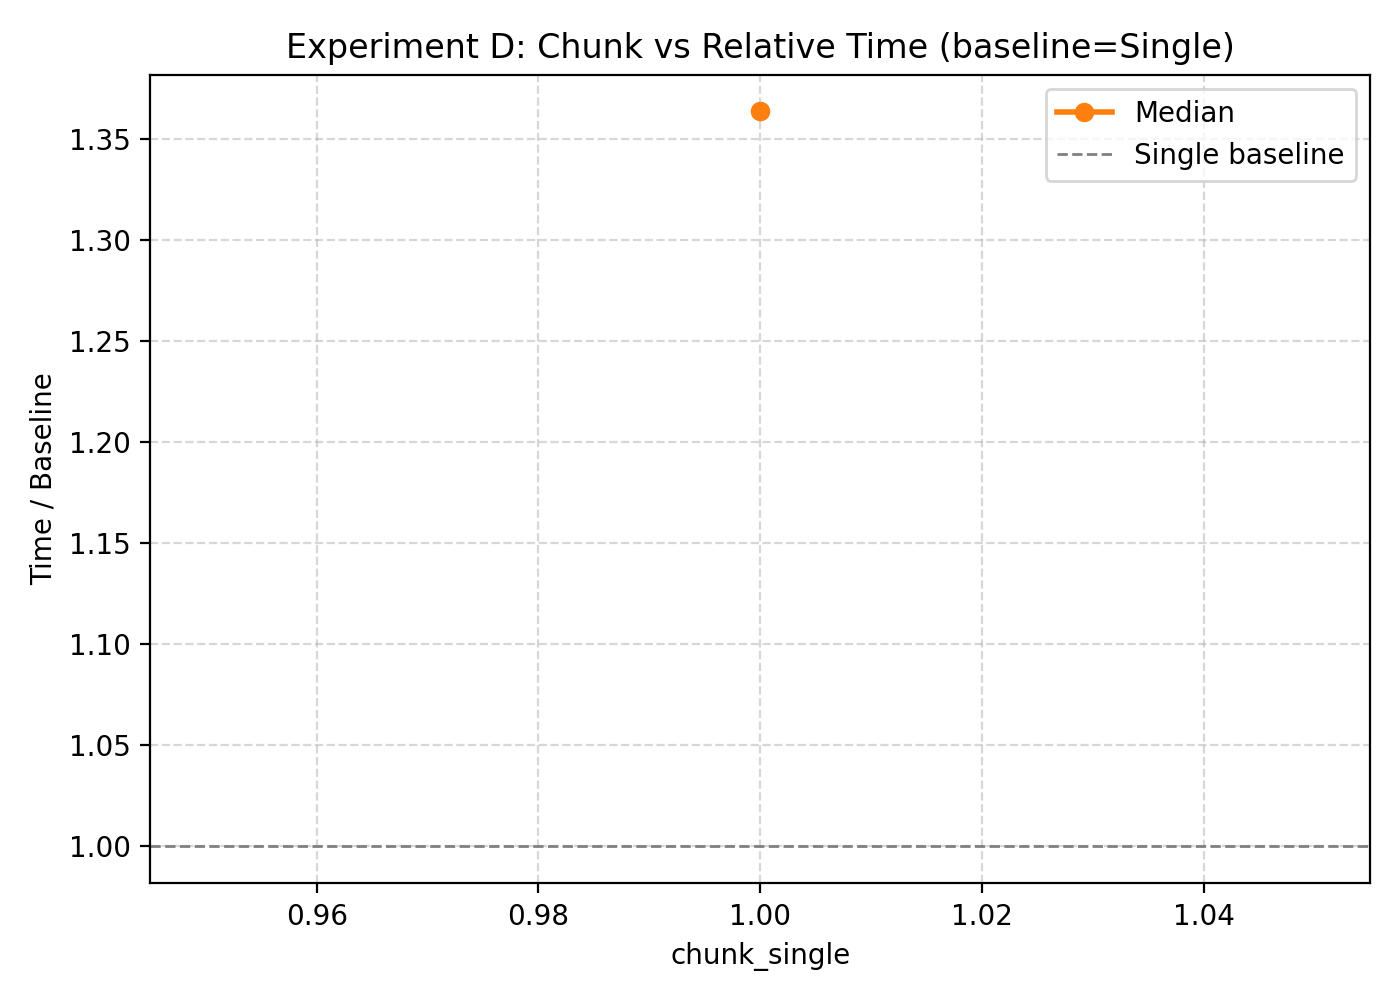 Experiment D: Chunk vs Relative Time (baseline=Single)
Median
Single baseline
1.35
1.30
1.25
1.20
1.15
1.10
1.05
1.00
Time / Baseline
0.96 0.98 1.00 1.02 1.04
chunk_single